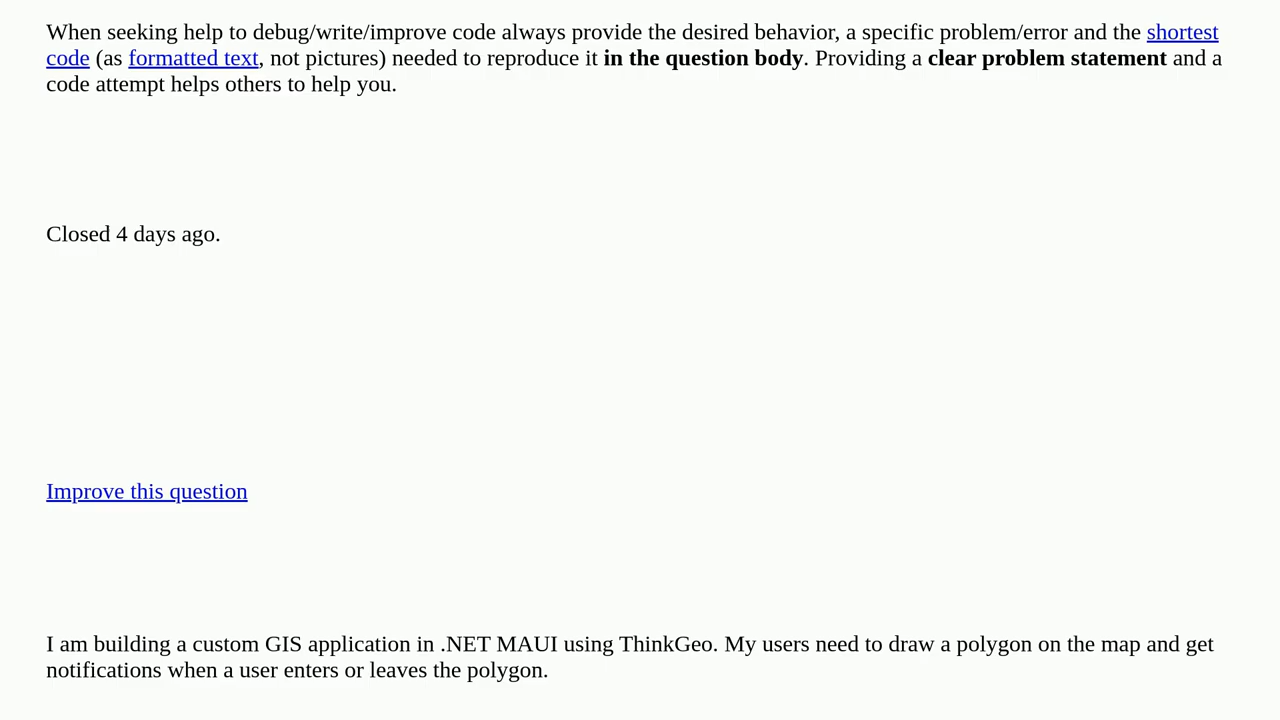 When seeking help to debug/write/improve code always provide the desired behavior, a specific problem/error and the shortest
code (as formatted text, not pictures) needed to reproduce it in the question body. Providing a clear problem statement and a
code attempt helps others to help you.
Closed 4 days ago.
Improve this question
I am building a custom GIS application in .NET MAUI using ThinkGeo. My users need to draw a polygon on the map and get
notifications when a user enters or leaves the polygon.